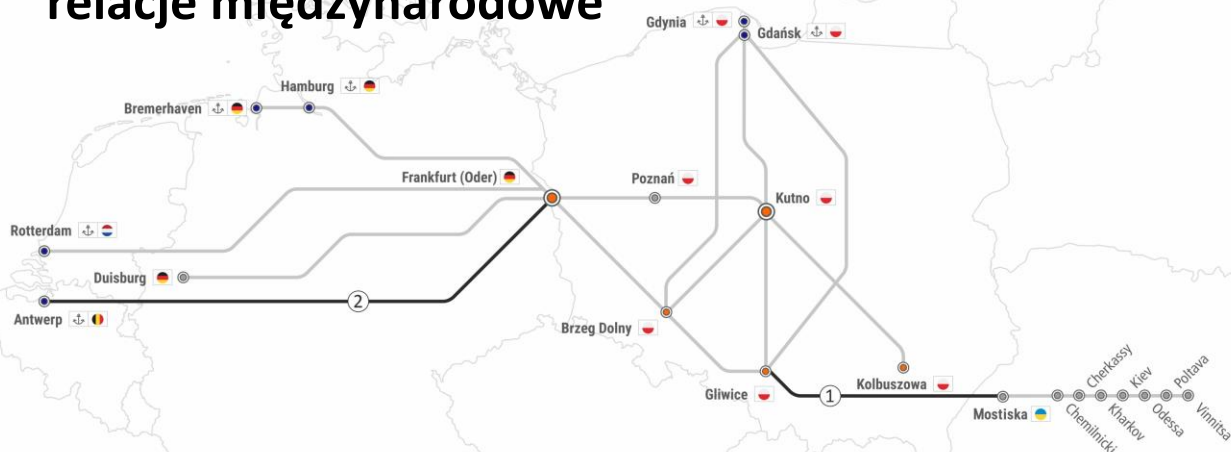 relacje międzynarodowe
Gdynia
Gdańsk
Hamburg
Bremerhaven
Frankfurt (Oder)
Poznań
Kutno
Rotterdam
Duisburg
2
Antwerp
Brzeg Dolny
Gliwice
1
Kolbuszowa
Mostiska
Chemilnicki
Cherkassy
Kharkov
Kiev
Odessa
Połtava
Vinnitsa